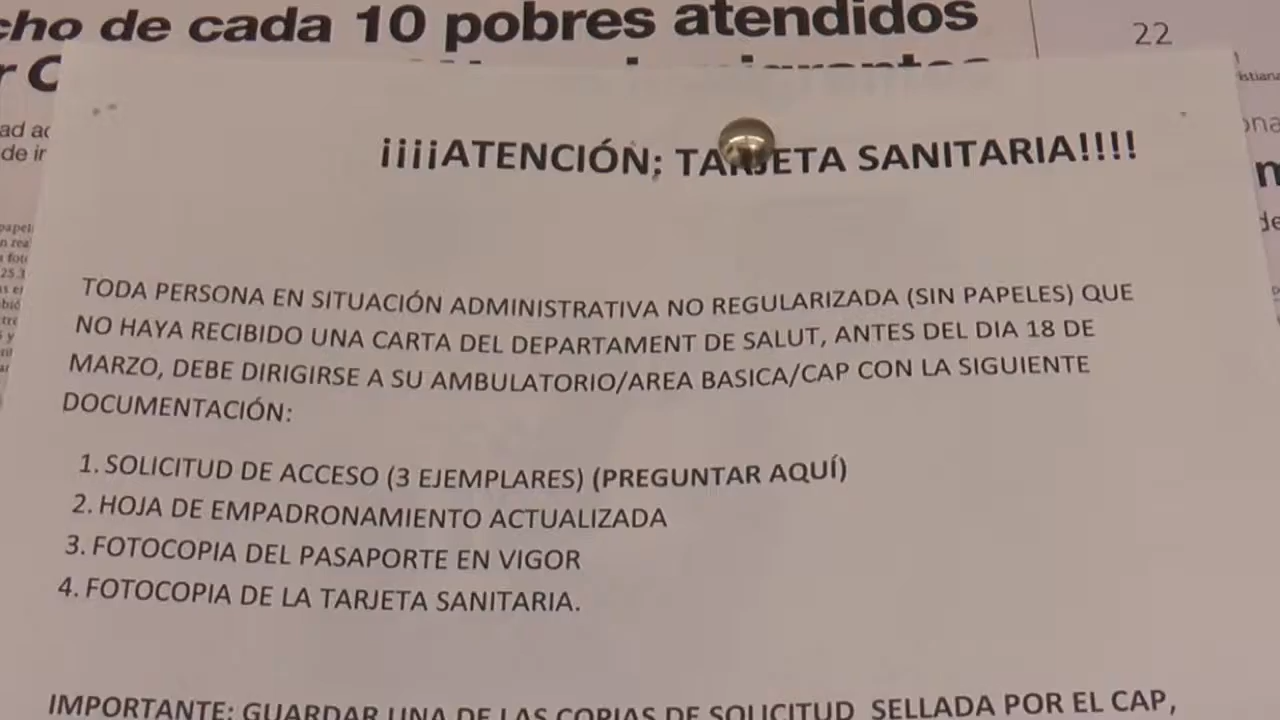 cho de cada 10 pobres atendidos
22
¡¡¡¡ATENCIÓN; TARJETA SANITARIA!!!!
TODA PERSONA EN SITUACIÓN ADMINISTRATIVA NO REGULARIZADA (SIN PAPELES) QUE
NO HAYA RECIBIDO UNA CARTA DEL DEPARTAMENT DE SALUT, ANTES DEL DIA 18 DE
MARZO, DEBE DIRIGIRSE A SU AMBULATORIO/AREA BASICA/CAP CON LA SIGUIENTE
DOCUMENTACIÓN:
1. SOLICITUD DE ACCESO (3 EJEMPLARES) (PREGUNTAR AQUÍ)
2. HOJA DE EMPADRONAMIENTO ACTUALIZADA
3. FOTOCOPIA DEL PASAPORTE EN VIGOR
4. FOTOCOPIA DE LA TARJETA SANITARIA.
IMPORTANTE: GUARDAR UNA DE LAS COPIAS DE SOLICITUD SELLADA POR EL CAP,